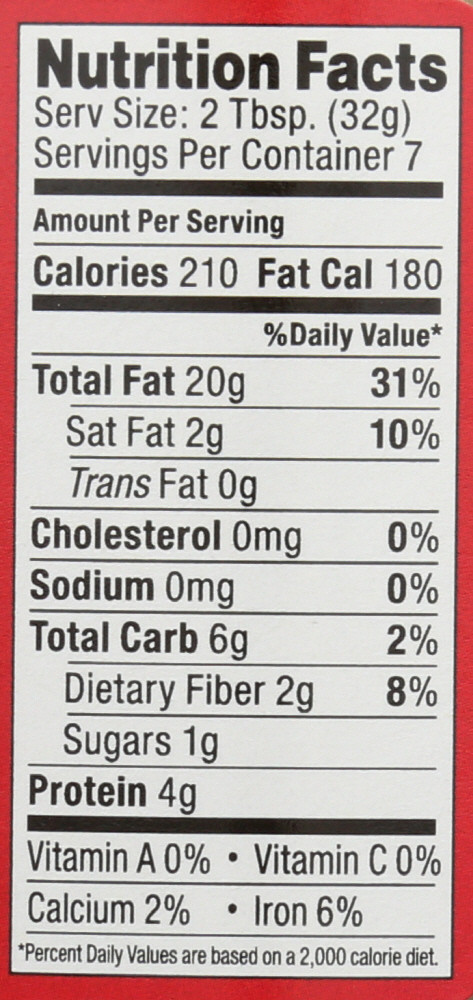 Nutrition Facts
Serv Size: 2 Tbsp. (32g)
Servings Per Container 7
Amount Per Serving
Calories 210 Fat Cal 180
%Daily Value*
Total Fat 20g 31%
Sat Fat 2g 10%
Trans Fat 0g
Cholesterol 0mg 0%
Sodium 0mg 0%
Total Carb 6g 2%
Dietary Fiber 2g 8%
Sugars 1g
Protein 4g
Vitamin A 0% • Vitamin C 0%
Calcium 2% • Iron 6%
*Percent Daily Values are based on a 2,000 calorie diet.